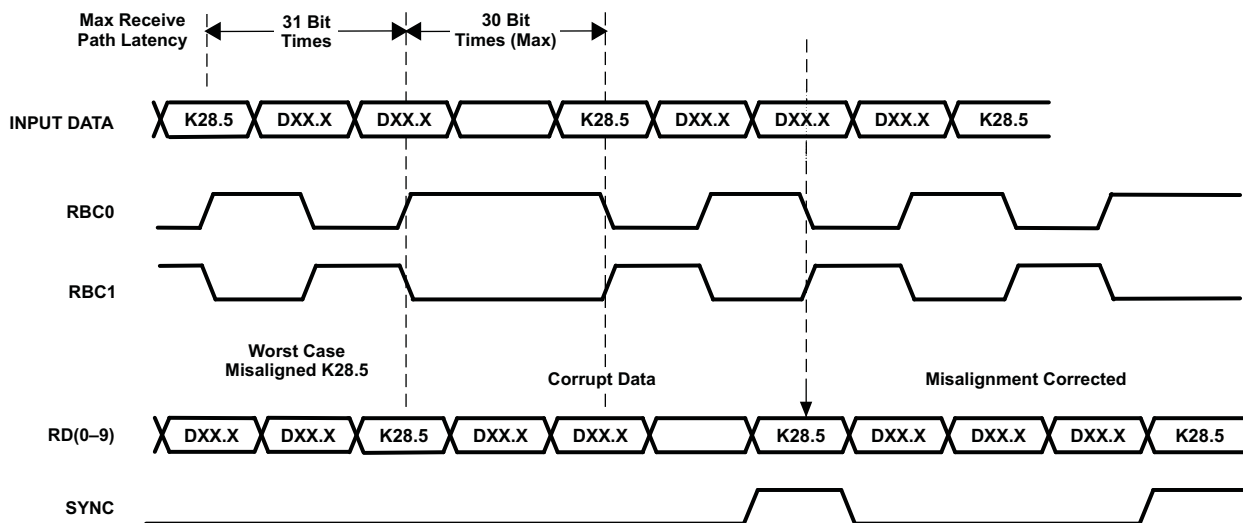 Max Receive
Path Latency
31 Bit
Times
30 Bit
Times (Max)
INPUT DATA
K28.5 DXX.X DXX.X K28.5 DXX.X DXX.X DXX.X K28.5
RBC0
RBC1
Worst Case
Misaligned K28.5
Corrupt Data
Misalignment Corrected
RD(0–9)
DXX.X DXX.X K28.5 DXX.X DXX.X K28.5 DXX.X DXX.X DXX.X K28.5
SYNC